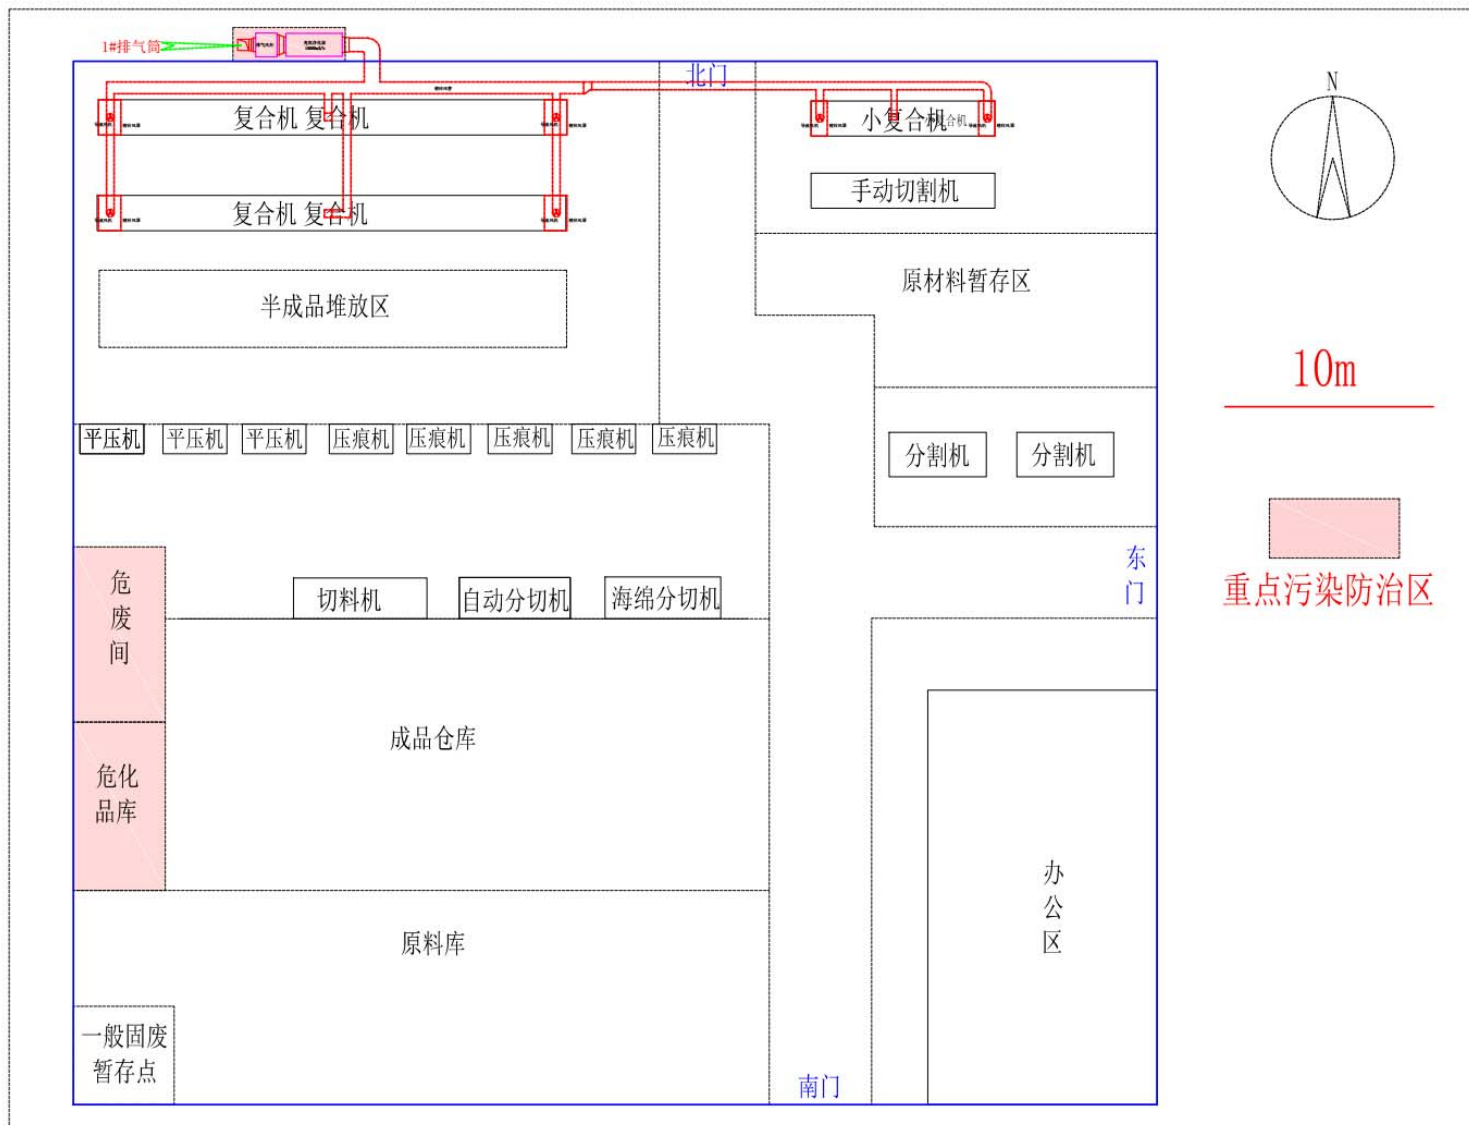 1#排气筒
北门
N
复合机 复合机
小复合机
复合机 复合机
手动切割机
原材料暂存区
半成品堆放区
10m
平压机 平压机 平压机 压痕机 压痕机 压痕机 压痕机 压痕机
分割机 分割机
重点污染防治区
东
门
危
废
间
切料机 自动分切机 海绵分切机
成品仓库
危化
品库
办
公
区
原料库
一般固废
暂存点
南门